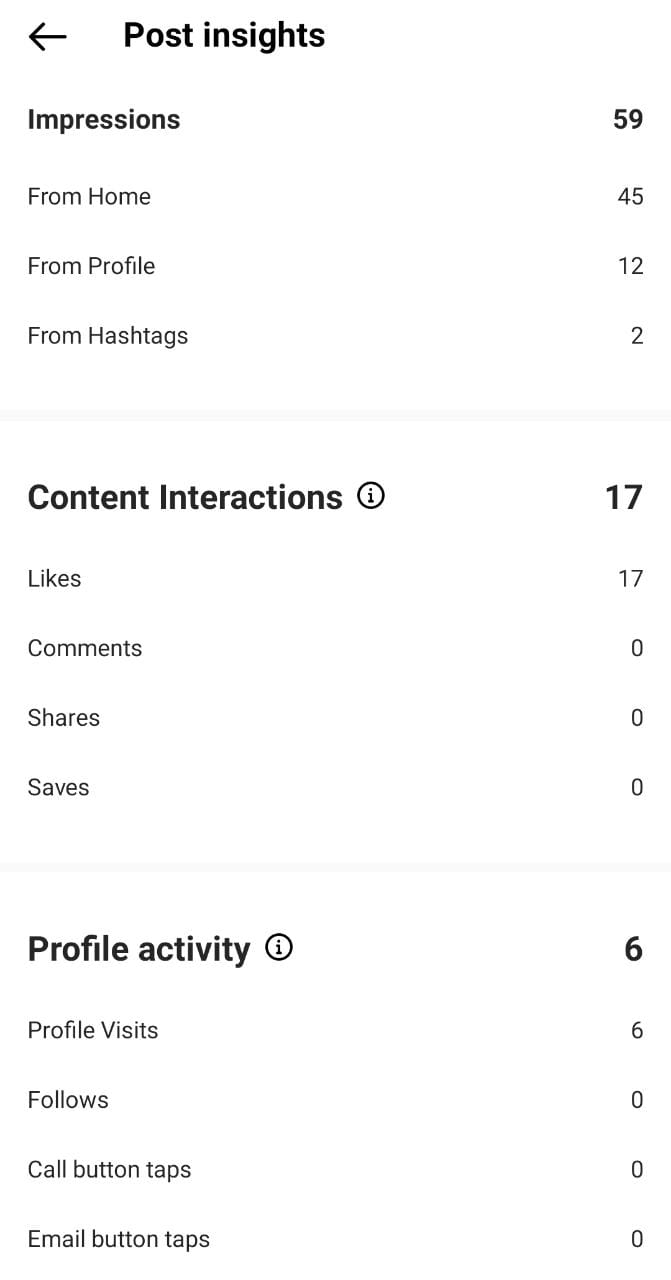 Post insights
Impressions 59
From Home 45
From Profile 12
From Hashtags 2
Content Interactions 17
Likes 17
Comments 0
Shares 0
Saves 0
Profile activity 6
Profile Visits 6
Follows 0
Call button taps 0
Email button taps 0